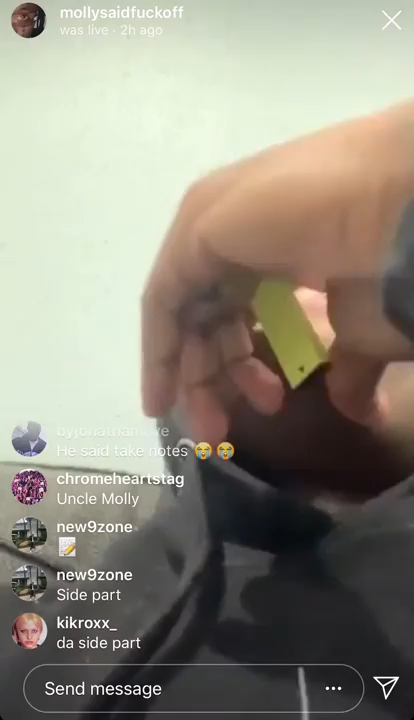 mollysaidfuckoff
was live · 2h ago
byjonathanlove
He said take notes 😭😭
chromeheartstag
Uncle Molly
new9zone
📝
new9zone
Side part
kikroxx_
da side part
Send message